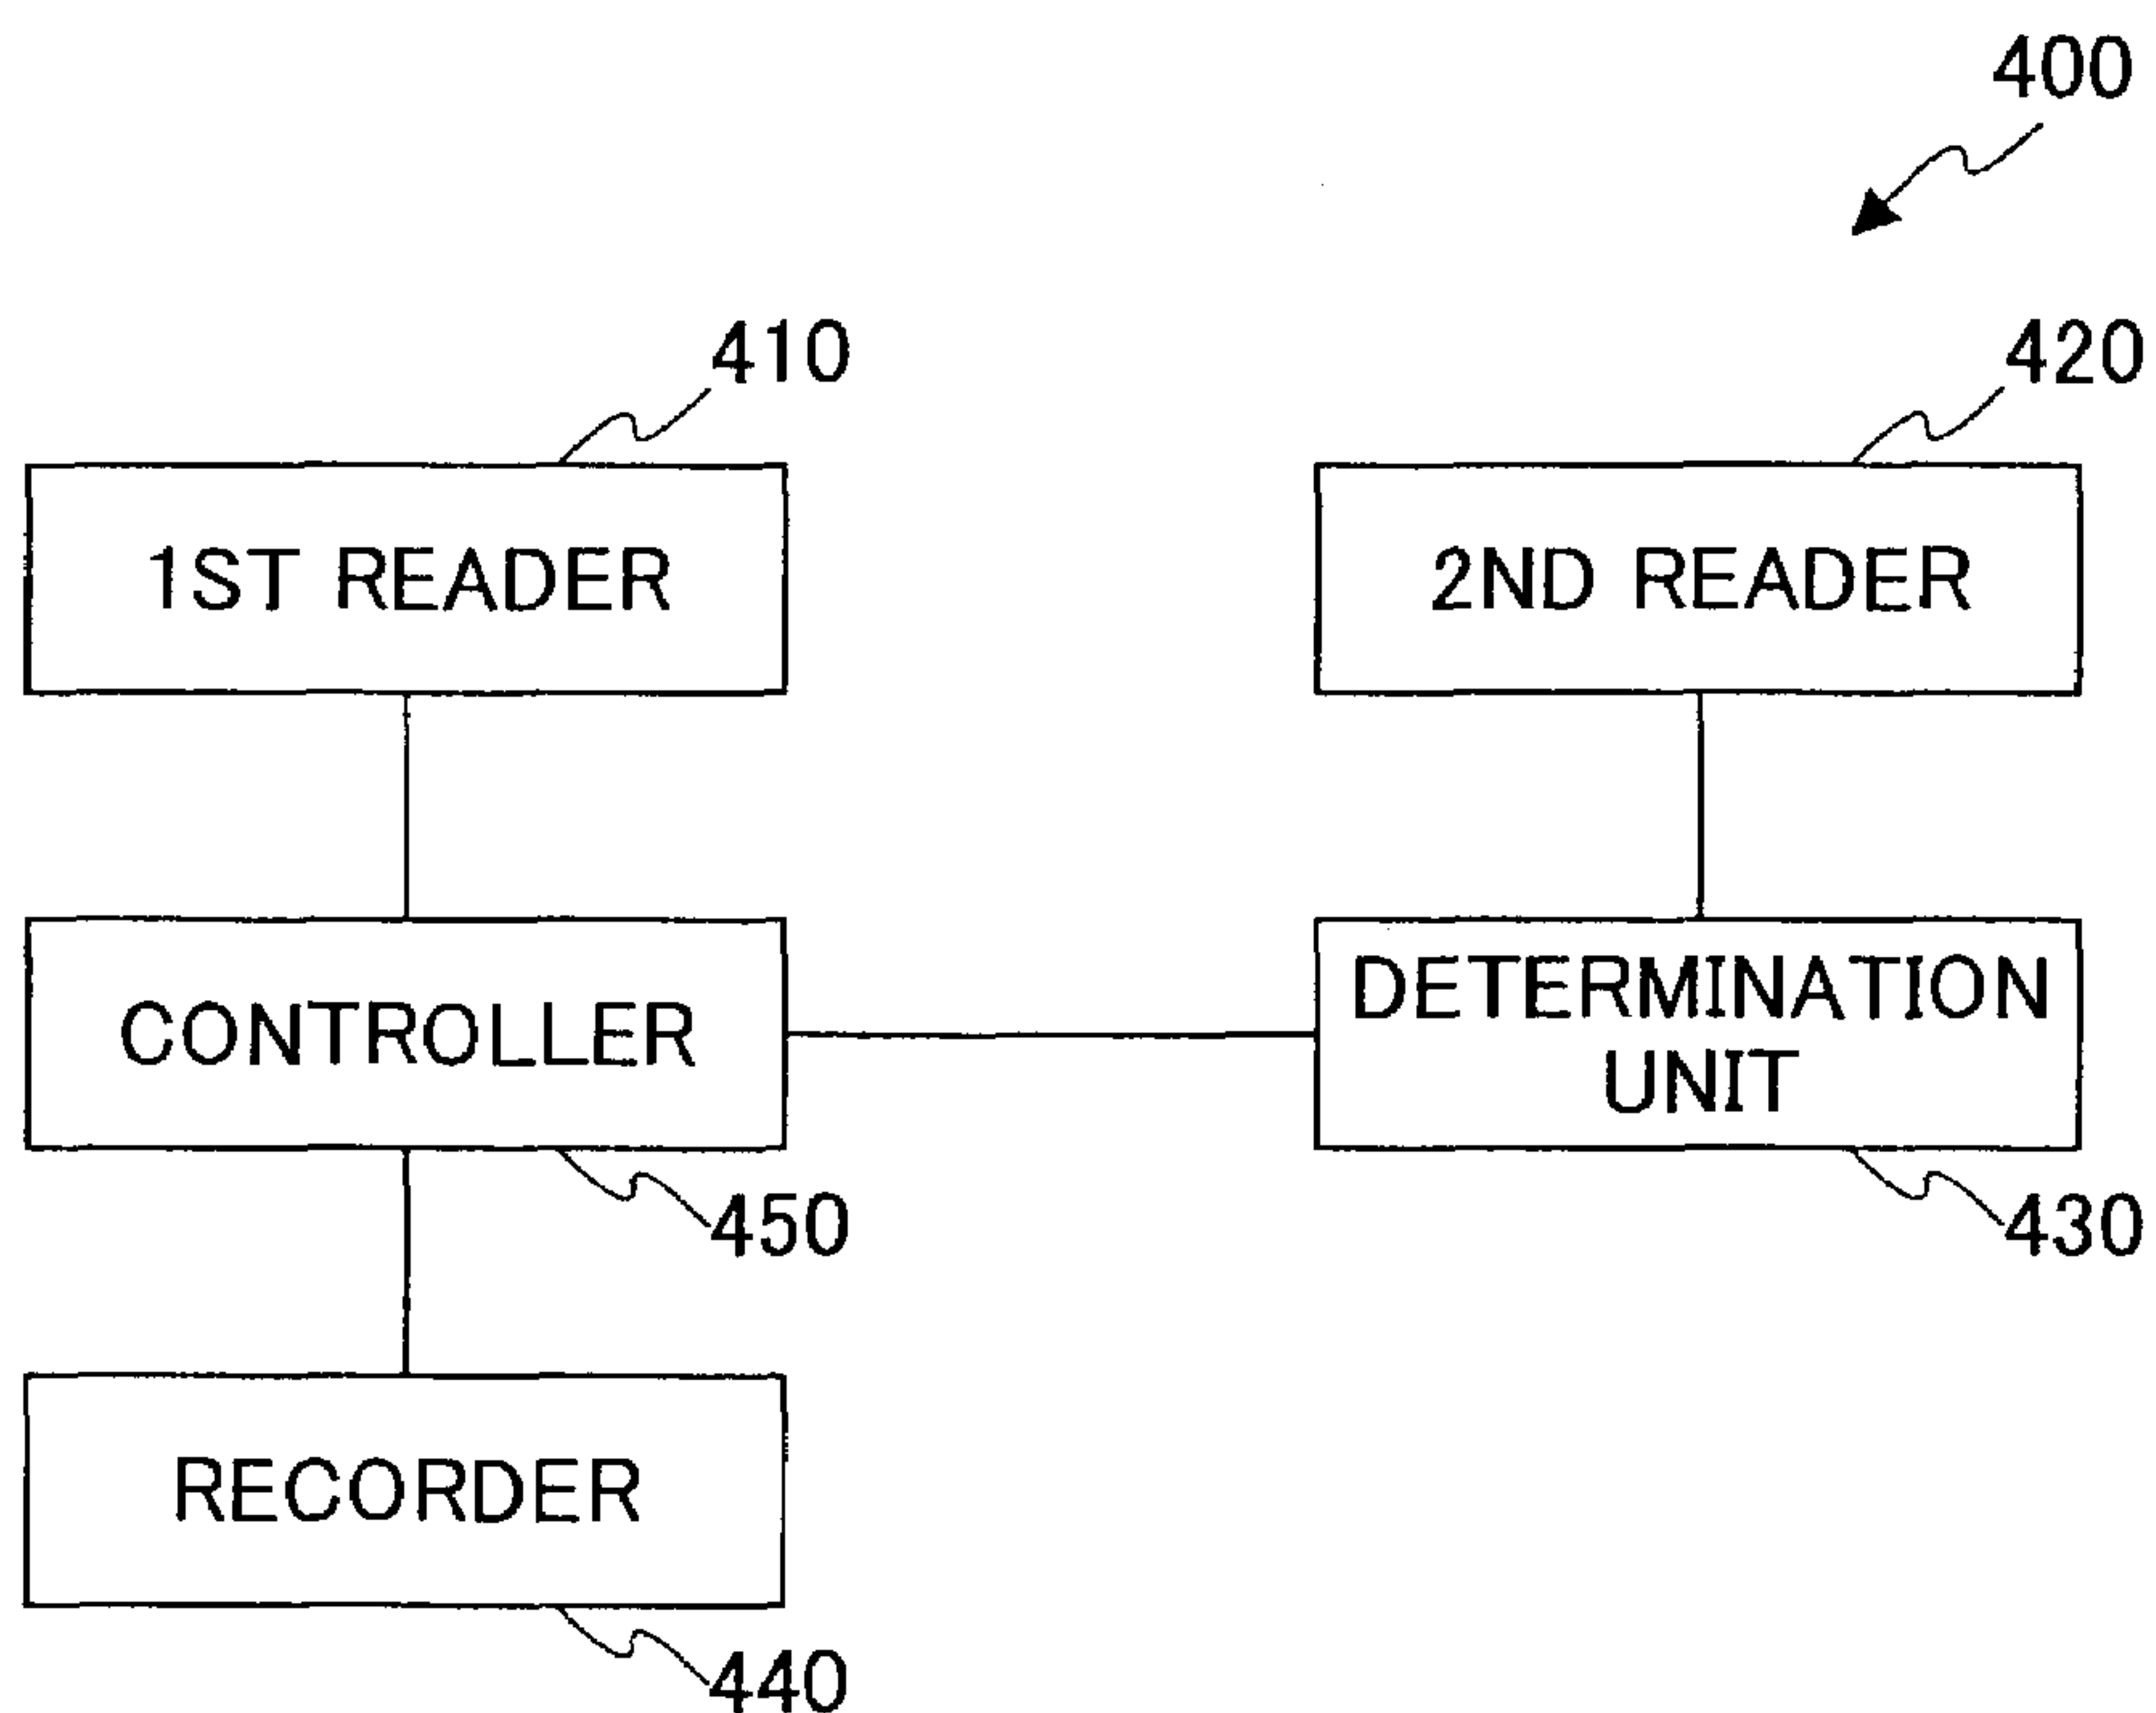 400
410
420
1ST READER
2ND READER
CONTROLLER
DETERMINATION
UNIT
450
430
RECORDER
440